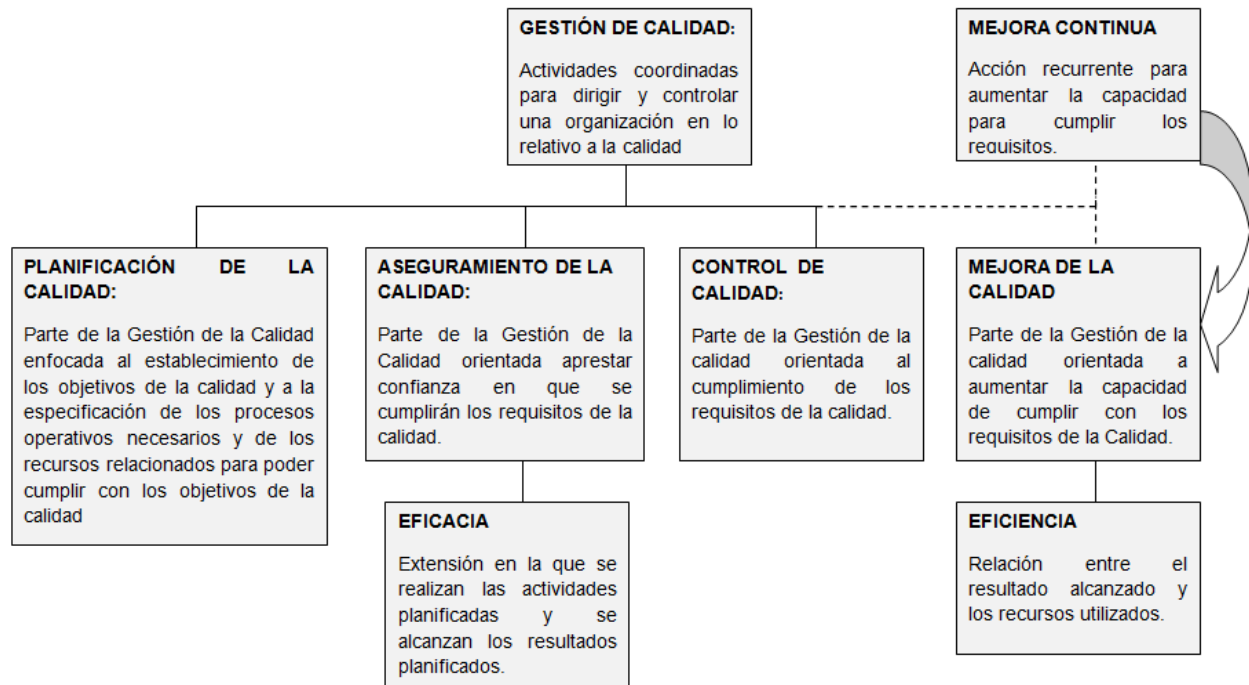 GESTIÓN DE CALIDAD:
Actividades coordinadas
para dirigir y controlar
una organización en lo
relativo a la calidad
MEJORA CONTINUA
Acción recurrente para
aumentar la capacidad
para cumplir los
requisitos.
PLANIFICACIÓN DE LA
CALIDAD:
Parte de la Gestión de la Calidad
enfocada al establecimiento de
los objetivos de la calidad y a la
especificación de los procesos
operativos necesarios y de los
recursos relacionados para poder
cumplir con los objetivos de la
calidad
ASEGURAMIENTO DE LA
CALIDAD:
Parte de la Gestión de la
Calidad orientada aprestar
confianza en que se
cumplirán los requisitos de la
calidad.
CONTROL DE
CALIDAD:
Parte de la Gestión de la
calidad orientada al
cumplimiento de los
requisitos de la calidad.
MEJORA DE LA
CALIDAD
Parte de la Gestión de la
calidad orientada a
aumentar la capacidad
de cumplir con los
requisitos de la Calidad.
EFICACIA
Extensión en la que se
realizan las actividades
planificadas y se
alcanzan los resultados
planificados.
EFICIENCIA
Relación entre el
resultado alcanzado y
los recursos utilizados.